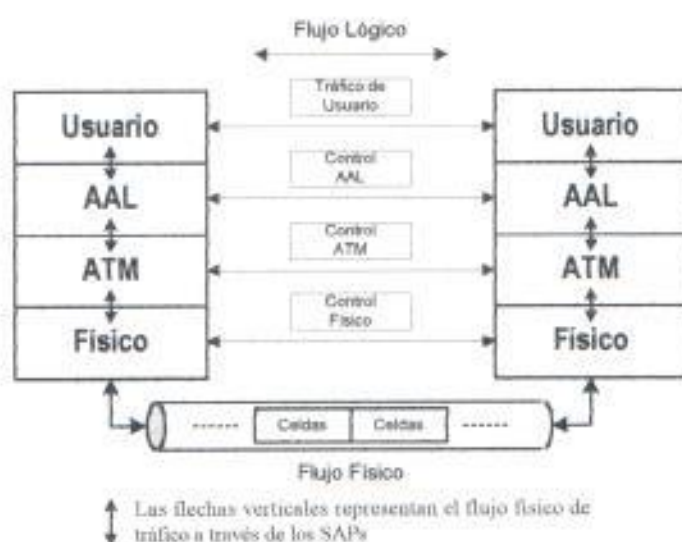 Flujo Lógico
Tráfico de
Usuario
Usuario
Usuario
Control
AAL
AAL
AAL
Control
ATM
ATM
ATM
Control
Físico
Físico
Físico
Celdas
Celdas
Flujo Físico
Las flechas verticales representan el flujo fisico de
tráfico a través de los SAPs